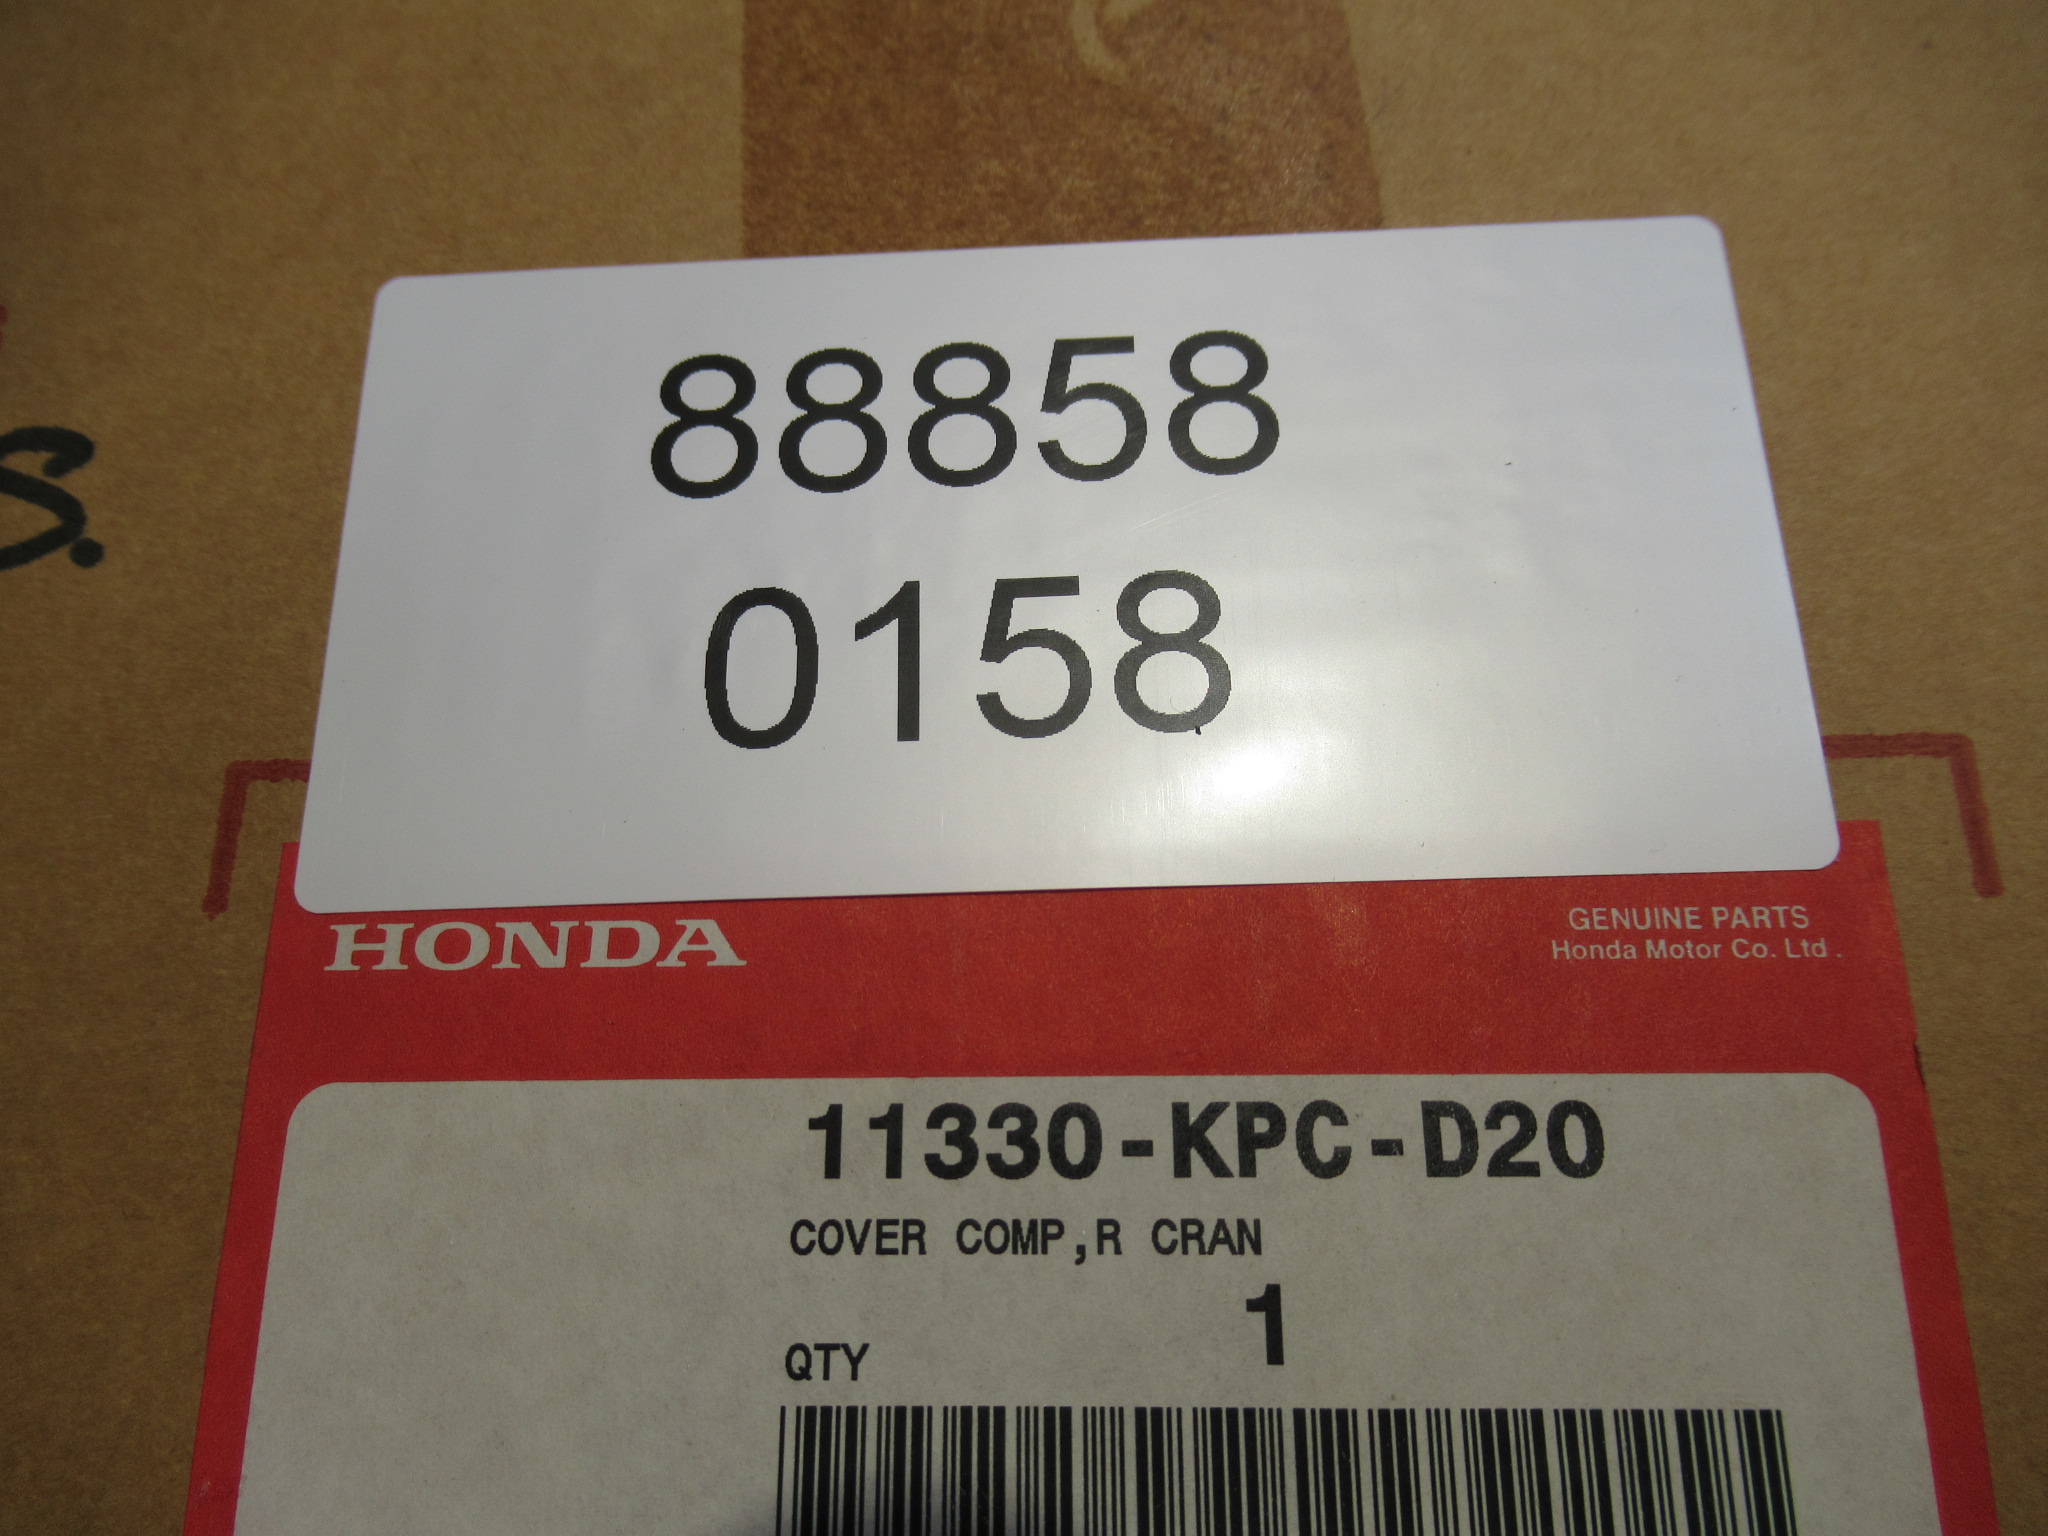 S.
88858
0158
HONDA
GENUINE PARTS
Honda Motor Co. Ltd.
11330-KPC-D20
COVER COMP,R CRAN
1
QTY